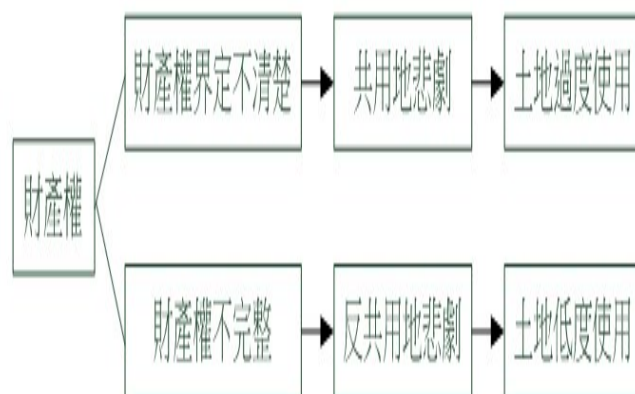 財產權界定不清楚
共用地悲劇
土地過度使用
財產權
財產權不完整
反共用地悲劇
土地低度使用